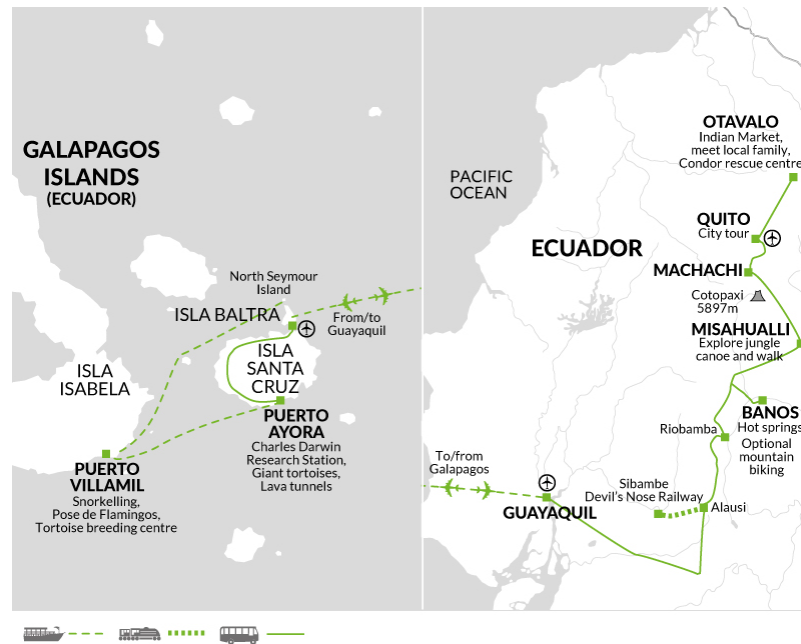 GALAPAGOS
ISLANDS
(ECUADOR)
North Seymour
Island
ISLA BALTRA
From/to
Guayaquil
ISLA
SANTA
CRUZ
ISLA
ISABELA
PUERTO
AYORA
Charles Darwin
Research Station,
Giant tortoises,
Lava tunnels
PUERTO
VILLAMIL
Snorkelling,
Pose de Flamingos,
Tortoise breeding centre
PACIFIC
OCEAN
ECUADOR
OTAVALO
Indian Market,
meet local family,
Condor rescue centre
QUITO
City tour
MACHACHI
Cotopaxi
5897m
MISAHUALLI
Explore jungle
canoe and walk
BANOS
Hot springs
Optional
mountain
biking
Riobamba
To/from
Galapagos
Sibambe
Devil's Nose Railway
Alausi
GUAYAQUIL